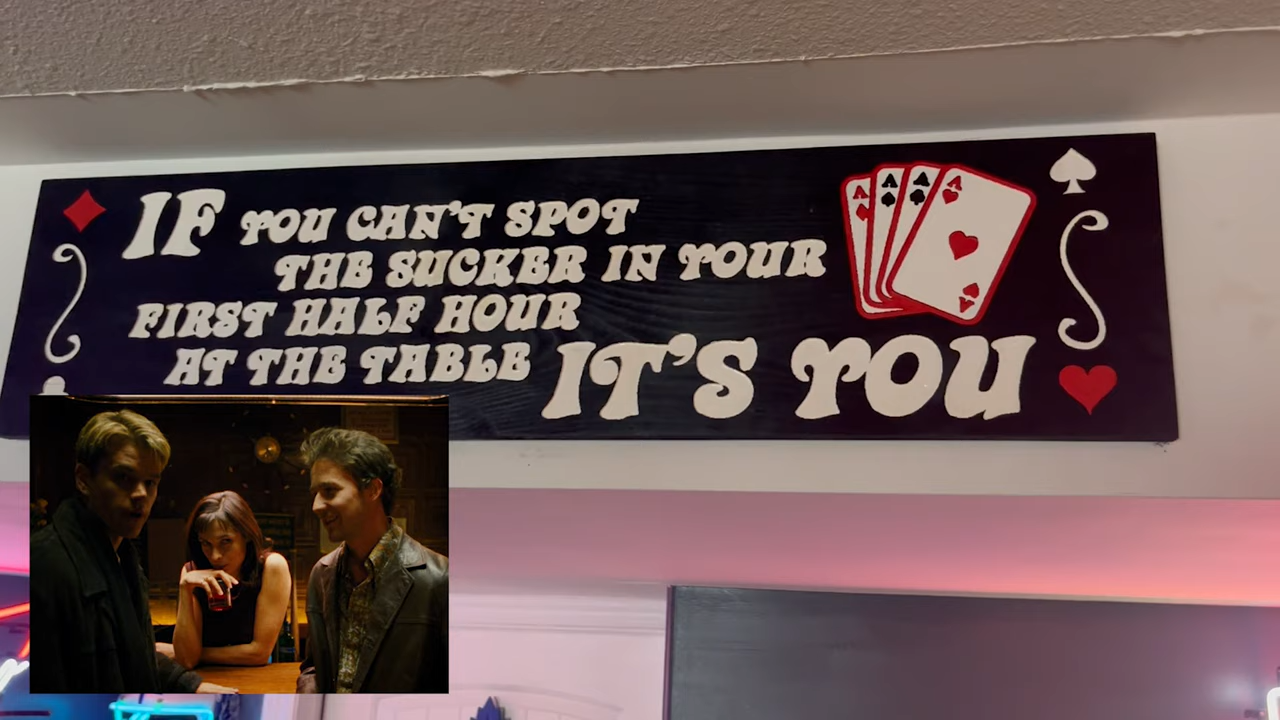 IF YOU CAN'T SPOT
THE SUCKER IN YOUR
FIRST HALF HOUR
AT THE TABLE IT'S YOU
A A A A